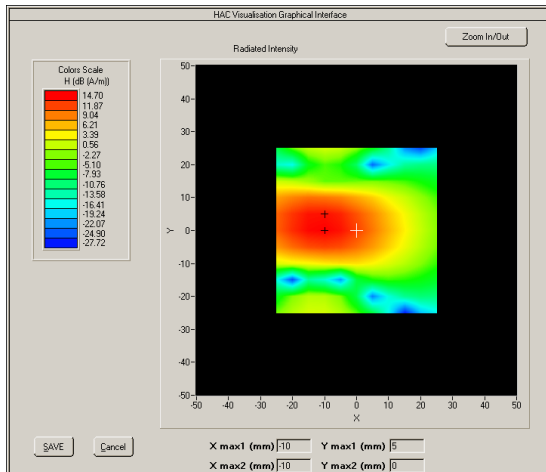 HAC Visualisation Graphical Interface
Zoom In/Out
Radiated Intensity
Colors Scale
H (dB (A/m))
14.70
11.87
9.04
6.21
3.39
0.56
-2.27
-5.10
-7.93
-10.76
-13.58
-16.41
-19.24
-22.07
-24.90
-27.72
50
40
30
20
10
0
-10
-20
-30
-40
-50
Y
-50 -40 -30 -20 -10 0 10 20 30 40 50
X
SAVE
Cancel
X max1 (mm) -10 Y max1 (mm) 5
X max2 (mm) -10 Y max2 (mm) 0